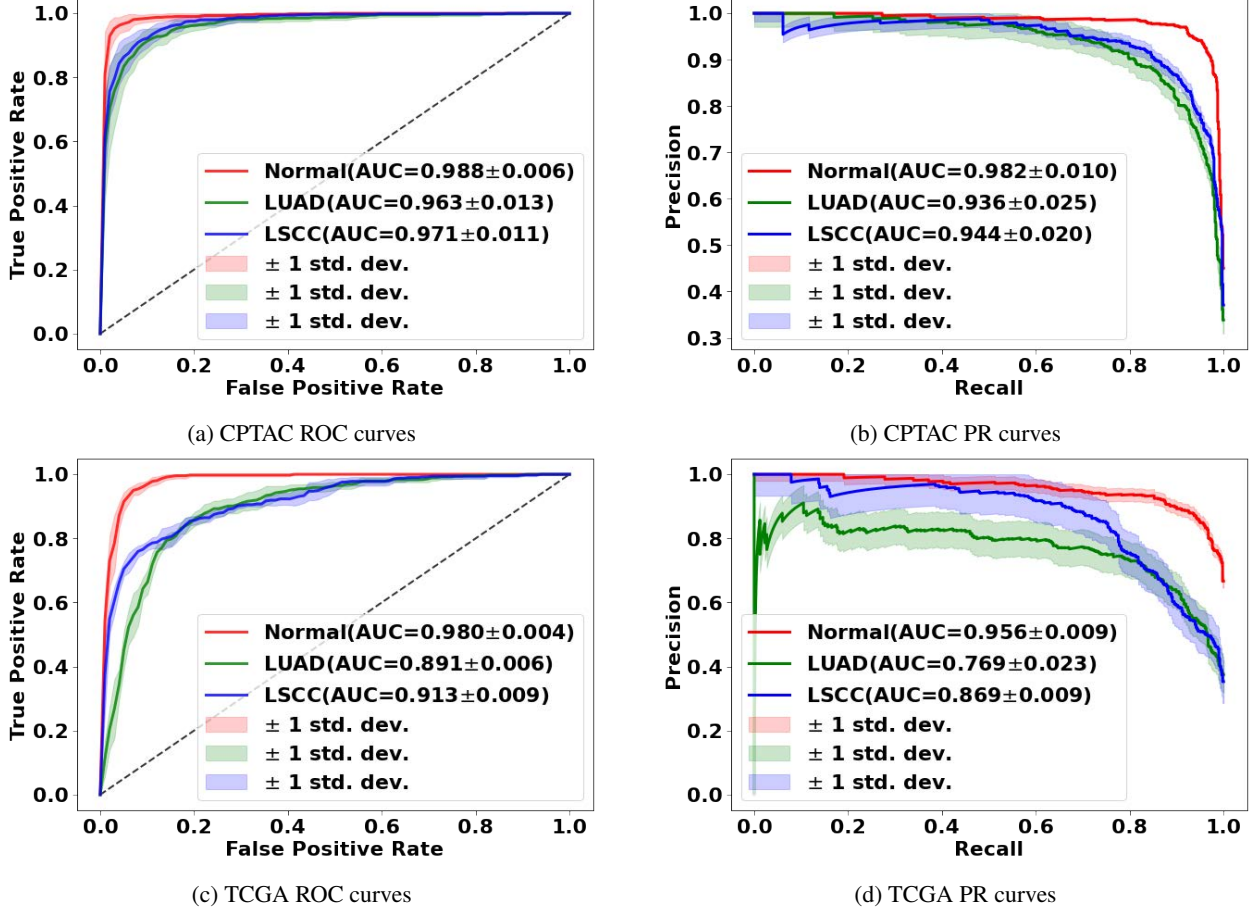 True Positive Rate
1.0
0.8
0.6
0.4
0.2
0.0
Normal(AUC=0.988±0.006)
LUAD(AUC=0.963±0.013)
LSCC(AUC=0.971±0.011)
± 1 std. dev.
± 1 std. dev.
± 1 std. dev.
0.0 0.2 0.4 0.6 0.8 1.0
False Positive Rate
(a) CPTAC ROC curves
Precision
1.0
0.9
0.8
0.7
0.6
0.5
0.4
0.3
Normal(AUC=0.982±0.010)
LUAD(AUC=0.936±0.025)
LSCC(AUC=0.944±0.020)
± 1 std. dev.
± 1 std. dev.
± 1 std. dev.
0.0 0.2 0.4 0.6 0.8 1.0
Recall
(b) CPTAC PR curves
True Positive Rate
1.0
0.8
0.6
0.4
0.2
0.0
Normal(AUC=0.980±0.004)
LUAD(AUC=0.891±0.006)
LSCC(AUC=0.913±0.009)
± 1 std. dev.
± 1 std. dev.
± 1 std. dev.
0.0 0.2 0.4 0.6 0.8 1.0
False Positive Rate
(c) TCGA ROC curves
Precision
1.0
0.8
0.6
0.4
0.2
0.0
Normal(AUC=0.956±0.009)
LUAD(AUC=0.769±0.023)
LSCC(AUC=0.869±0.009)
± 1 std. dev.
± 1 std. dev.
± 1 std. dev.
0.0 0.2 0.4 0.6 0.8 1.0
Recall
(d) TCGA PR curves